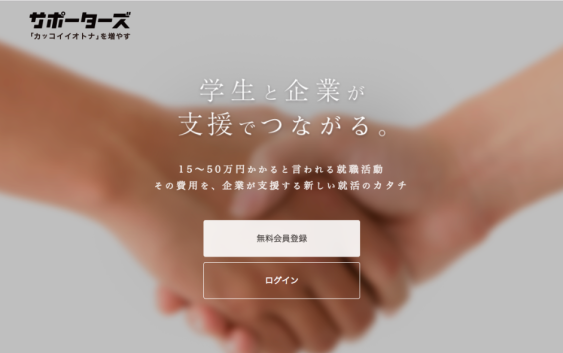 サポーターズ
「カッコイイオトナ」を増やす
学生と企業が
支援でつながる。
15〜50万円かかると言われる就職活動
その費用を、企業が支援する新しい就活のカタチ
無料会員登録
ログイン